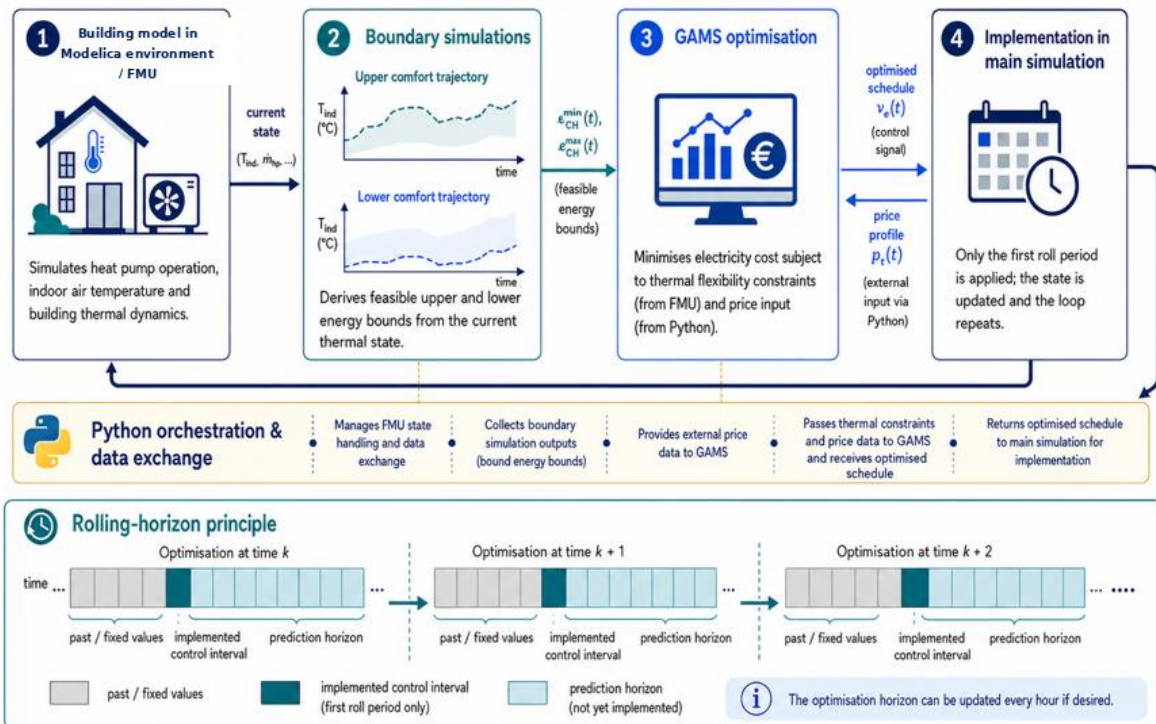 1
Building model in
Modelica environment
/ FMU
Simulates heat pump operation,
indoor air temperature and
building thermal dynamics.
current
state
(T_ind, ṁ_hp, ...)
2
Boundary simulations
Upper comfort trajectory
T_ind
(°C)
time
Lower comfort trajectory
T_ind
(°C)
time
Derives feasible upper and lower
energy bounds from the current
thermal state.
e_CH^min(t),
e_CH^max(t)
(feasible
energy
bounds)
3
GAMS optimisation
€
Minimises electricity cost subject
to thermal flexibility constraints
(from FMU) and price input
(from Python).
optimised
schedule
v_e(t)
(control
signal)
price
profile
p_t(t)
(external
input via
Python)
4
Implementation in
main simulation
Only the first roll period
is applied; the state is
updated and the loop
repeats.
Python orchestration &
data exchange
Manages FMU state
handling and data
exchange
Collects boundary
simulation outputs
(bound energy bounds)
Provides external price
data to GAMS
Passes thermal constraints
and price data to GAMS
and receives optimised
schedule
Returns optimised schedule
to main simulation for
implementation
Rolling-horizon principle
Optimisation at time k
Optimisation at time k + 1
Optimisation at time k + 2
time ...
...
...
... ....
past / fixed values
implemented
control interval
prediction horizon
past / fixed values
implemented
control interval
prediction horizon
past / fixed values
implemented
control interval
prediction horizon
past / fixed values
implemented control interval
(first roll period only)
prediction horizon
(not yet implemented)
i
The optimisation horizon can be updated every hour if desired.